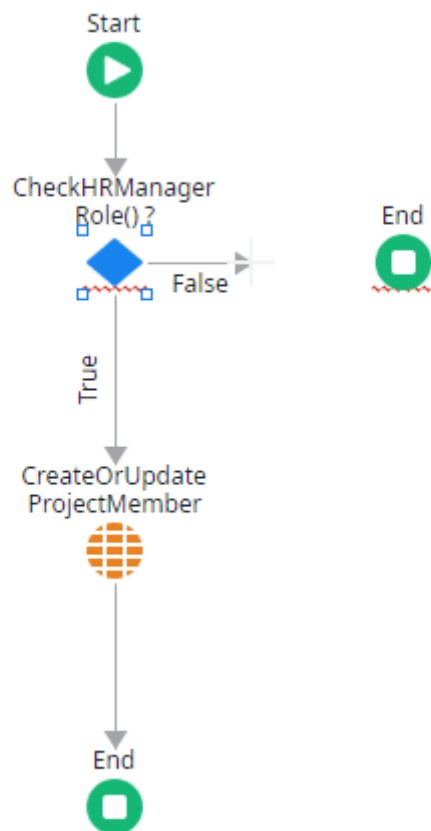 Start
CheckHRManager
Role() ?
End
False
True
CreateOrUpdate
ProjectMember
End